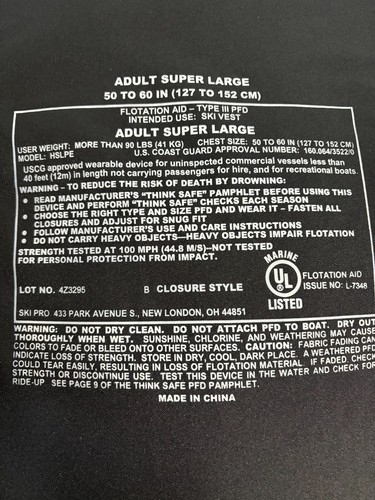 ADULT SUPER LARGE
50 TO 60 IN (127 TO 152 CM)
FLOTATION AID – TYPE III PFD
INTENDED USE: SKI VEST
ADULT SUPER LARGE
USER WEIGHT: MORE THAN 90 LBS (41 KG) CHEST SIZE: 50 TO 60 IN (127 TO 152 CM)
MODEL: HSLPE U.S. COAST GUARD APPROVAL NUMBER: 160.064/3522/0
USCG approved wearable device for uninspected commercial vessels less than
40 feet (12m) in length not carrying passengers for hire, and for recreational boats.
WARNING – TO REDUCE THE RISK OF DEATH BY DROWNING:
• READ MANUFACTURER'S "THINK SAFE" PAMPHLET BEFORE USING THIS
DEVICE AND PERFORM "THINK SAFE" CHECKS EACH SEASON
• CHOOSE THE RIGHT TYPE AND SIZE PFD AND WEAR IT – FASTEN ALL
CLOSURES AND ADJUST FOR SNUG FIT
• FOLLOW MANUFACTURER'S USE AND CARE INSTRUCTIONS
• DO NOT CARRY HEAVY OBJECTS—HEAVY OBJECTS IMPAIR FLOTATION
STRENGTH TESTED AT 100 MPH (44.8 M/S)–NOT TESTED
FOR PERSONAL PROTECTION FROM IMPACT.
MARINE
UL
LISTED
FLOTATION AID
ISSUE NO: L-7348
LOT NO. 4Z3295 B CLOSURE STYLE
SKI PRO 433 PARK AVENUE S., NEW LONDON, OH 44851
WARNING: DO NOT DRY CLEAN. DO NOT ATTACH PFD TO BOAT. DRY OUT
THOROUGHLY WHEN WET. SUNSHINE, CHLORINE, AND WEATHERING MAY CAUSE
COLORS TO FADE OR BLEED ONTO OTHER SURFACES. CAUTION: FABRIC FADING CAN
INDICATE LOSS OF STRENGTH. STORE IN DRY, COOL, DARK PLACE. A WEATHERED PFD
COULD TEAR EASILY, RESULTING IN LOSS OF FLOTATION MATERIAL. IF FADED, CHECK
STRENGTH OR DISCONTINUE USE. TEST THIS DEVICE IN THE WATER AND CHECK FOR
RIDE-UP. SEE PAGE 9 OF THE THINK SAFE PFD PAMPHLET.
MADE IN CHINA